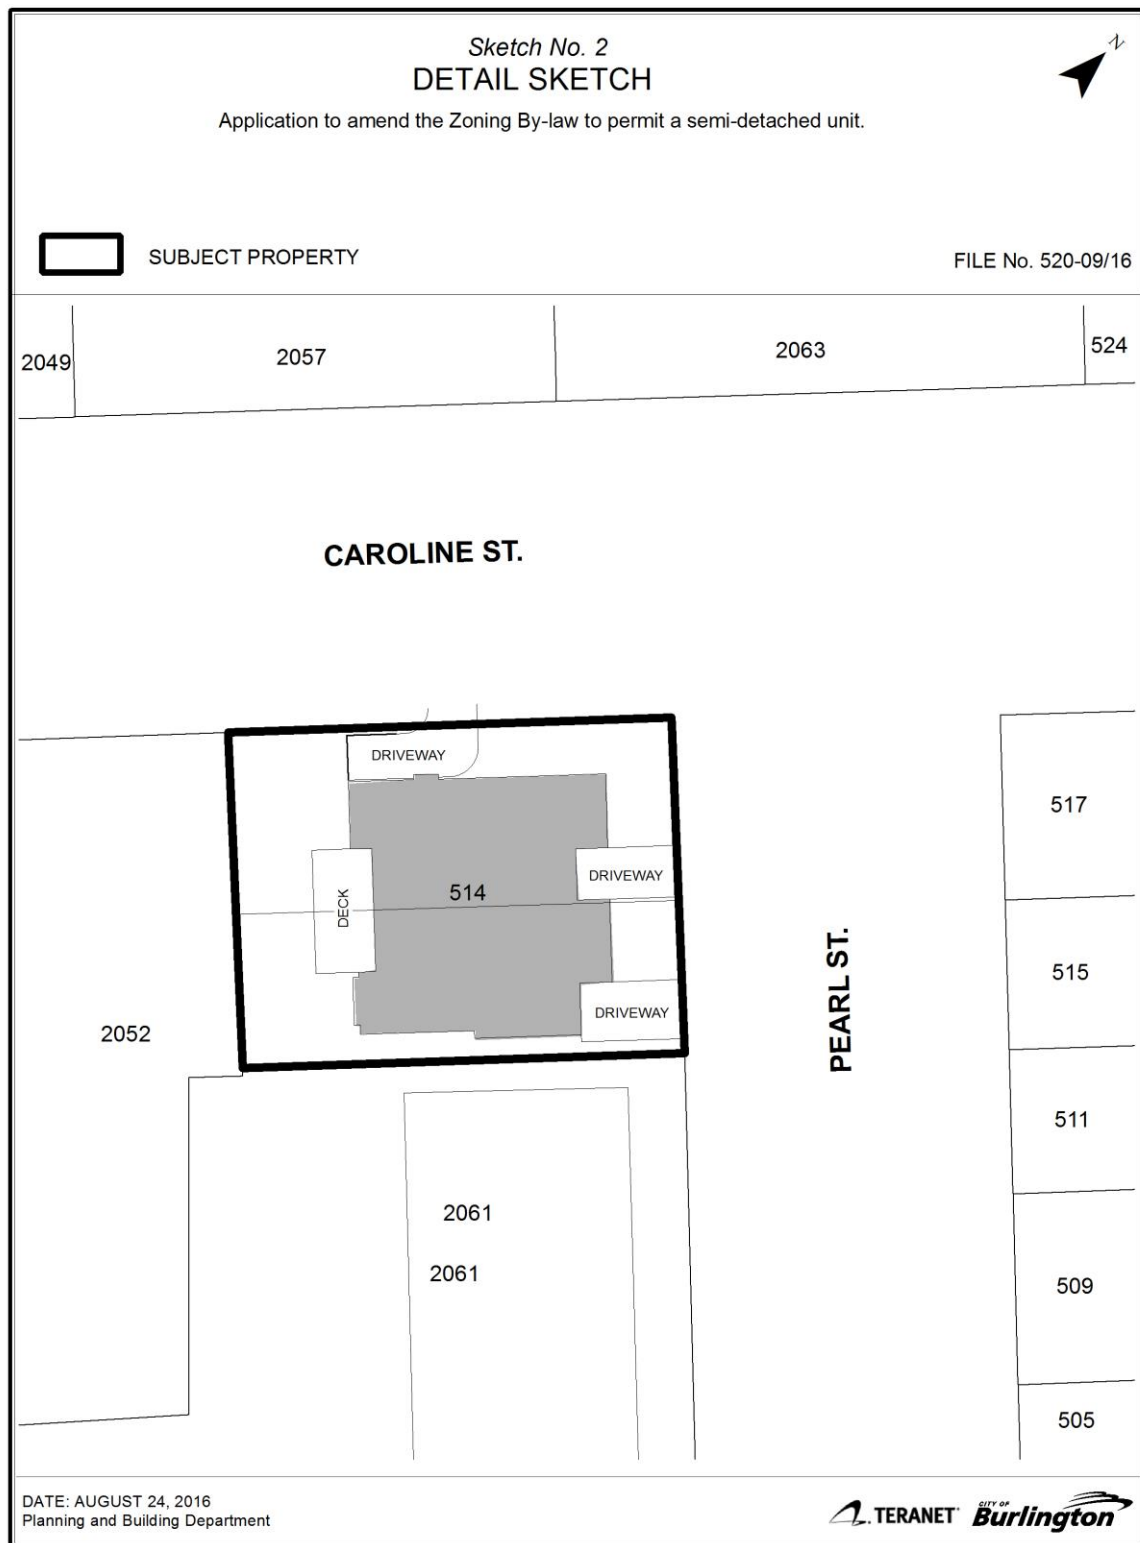 N
Sketch No. 2
DETAIL SKETCH
Application to amend the Zoning By-law to permit a semi-detached unit.
SUBJECT PROPERTY
FILE No. 520-09/16
2049
2057
2063
524
CAROLINE ST.
DRIVEWAY
517
DRIVEWAY
514
DECK
PEARL ST.
515
DRIVEWAY
2052
511
2061
2061
509
505
DATE: AUGUST 24, 2016
Planning and Building Department
TERANET
CITY OF
Burlington